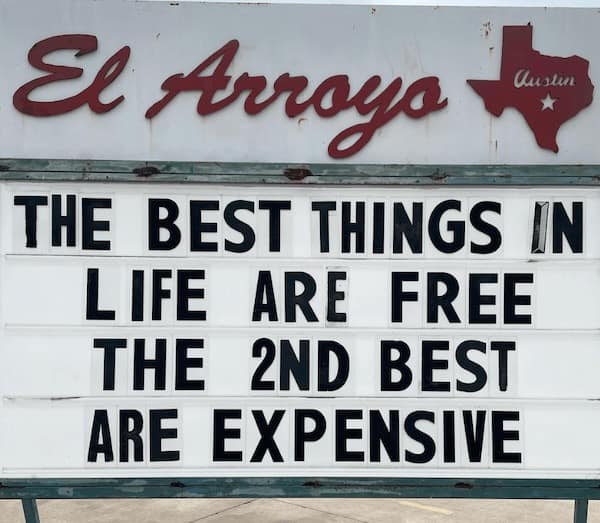 El Arroyo
Austin
THE BEST THINGS IN
LIFE ARE FREE
THE 2ND BEST
ARE EXPENSIVE